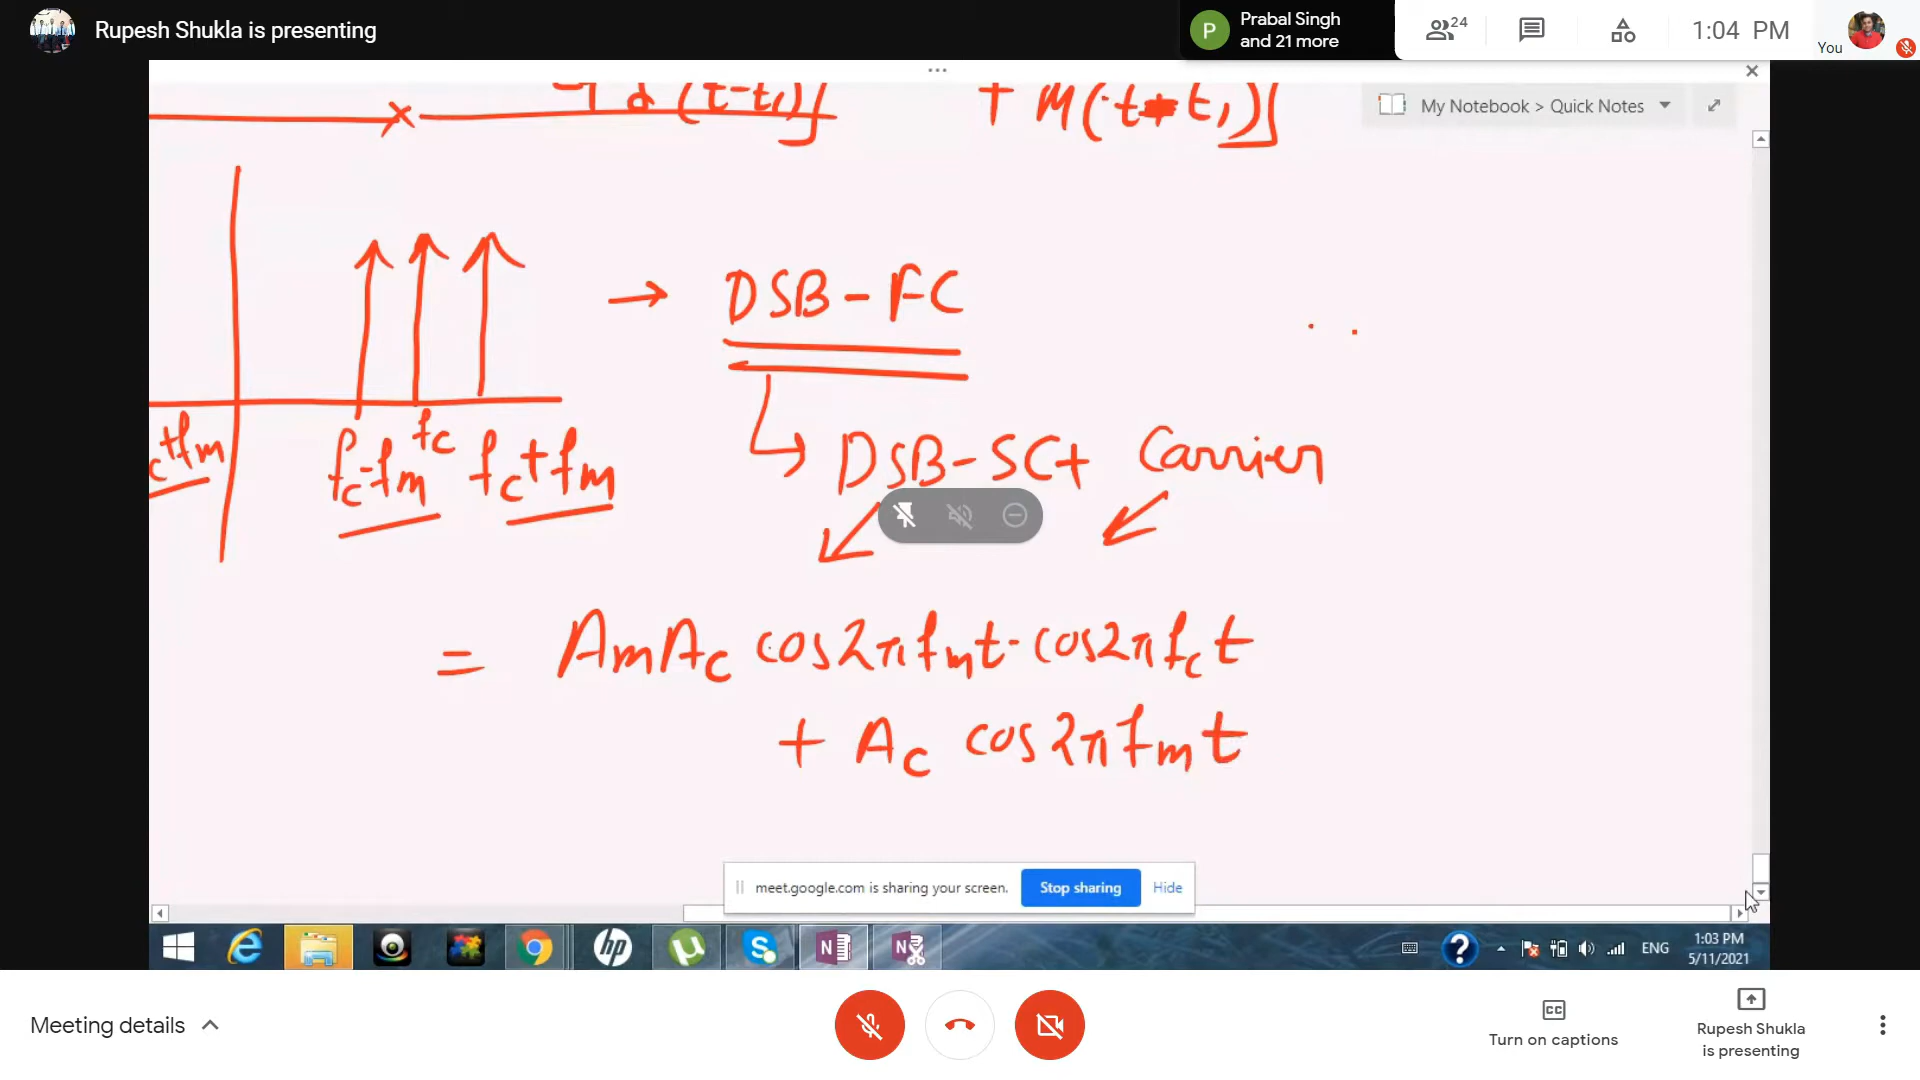 Rupesh Shukla is presenting
P
Prabal Singh
and 21 more
24
1:04 PM
You
+ M(t+t₁)]
My Notebook > Quick Notes
→ DSB-FC
DSB-SC+ Carrier
c+fm
fc-fm fc fc+fm
= AmAc cos2πfmt·cos2πfct
+ Ac cos2πfmt
meet.google.com is sharing your screen.
Stop sharing
Hide
hp
N
N
ENG
1:03 PM
5/11/2021
Meeting details
CC
Turn on captions
Rupesh Shukla
is presenting